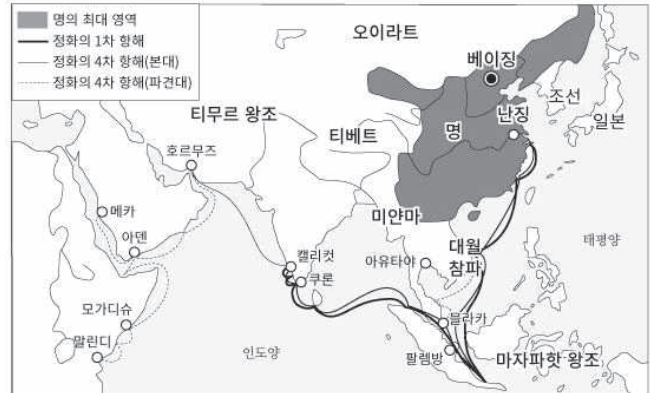 명의 최대 영역
정화의 1차 항해
정화의 4차 항해(본대)
정화의 4차 항해(파견대)
오이라트
베이징
조선
일본
난징
명
티무르 왕조
티베트
호르무즈
메카
아덴
미얀마
대월
참파
태평양
캘리컷
쿠론
아유타야
모가디슈
말린디
믈라카
인도양
팔렘방
마자파힛 왕조